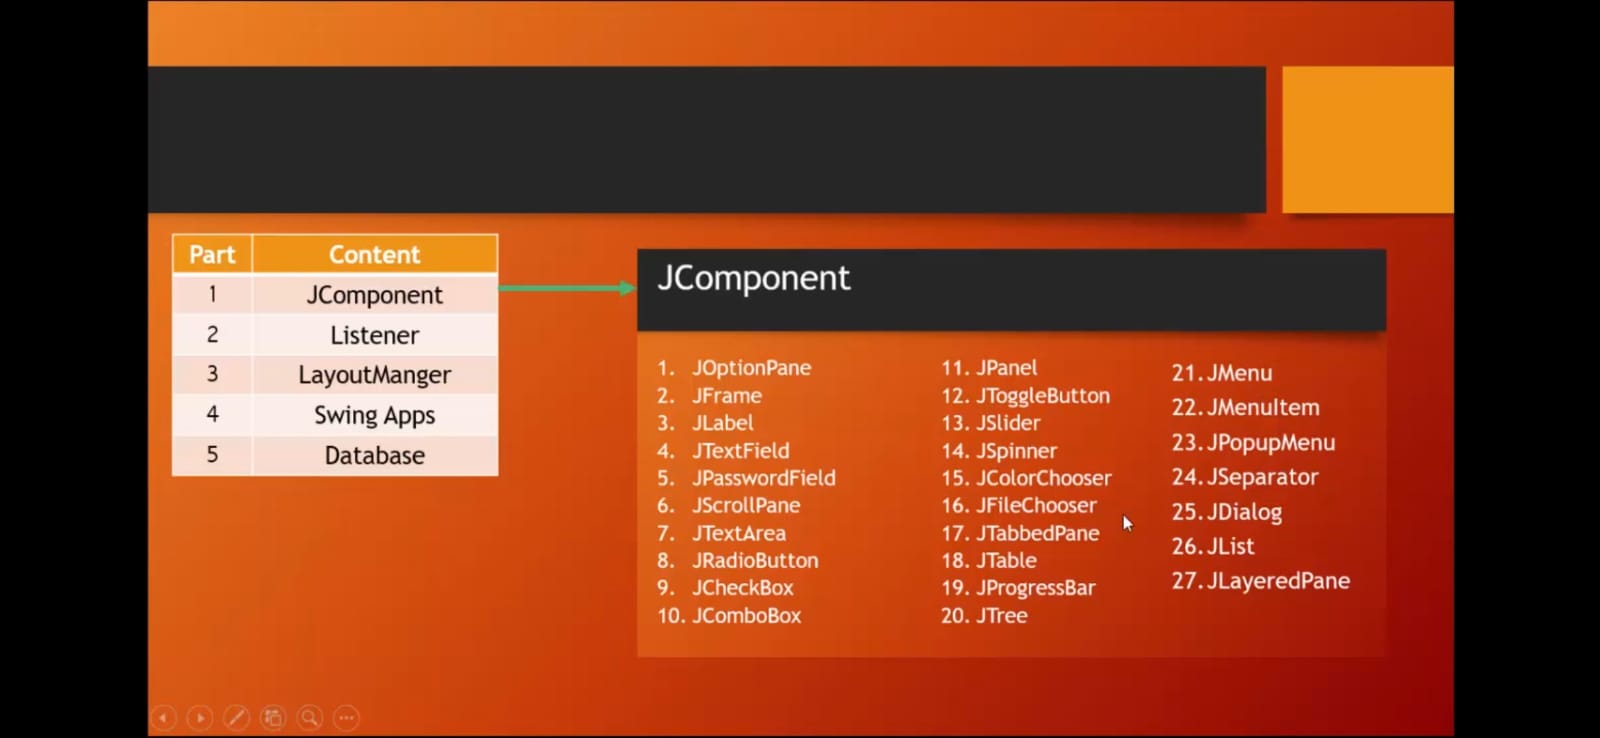 Part Content
1 JComponent
2 Listener
3 LayoutManger
4 Swing Apps
5 Database
JComponent
1. JOptionPane
2. JFrame
3. JLabel
4. JTextField
5. JPasswordField
6. JScrollPane
7. JTextArea
8. JRadioButton
9. JCheckBox
10. JComboBox
11. JPanel
12. JToggleButton
13. JSlider
14. JSpinner
15. JColorChooser
16. JFileChooser
17. JTabbedPane
18. JTable
19. JProgressBar
20. JTree
21. JMenu
22. JMenuItem
23. JPopupMenu
24. JSeparator
25. JDialog
26. JList
27. JLayeredPane